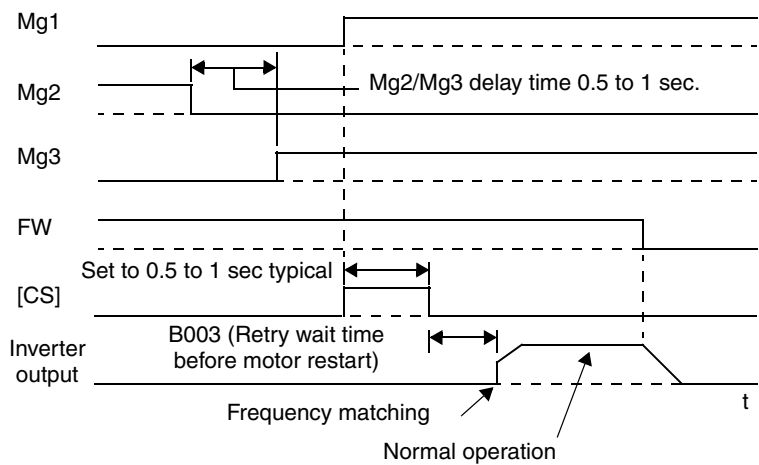 Mg1
Mg2/Mg3 delay time 0.5 to 1 sec.
Mg2
Mg3
FW
Set to 0.5 to 1 sec typical
[CS]
B003 (Retry wait time
before motor restart)
Inverter
output
t
Frequency matching
Normal operation